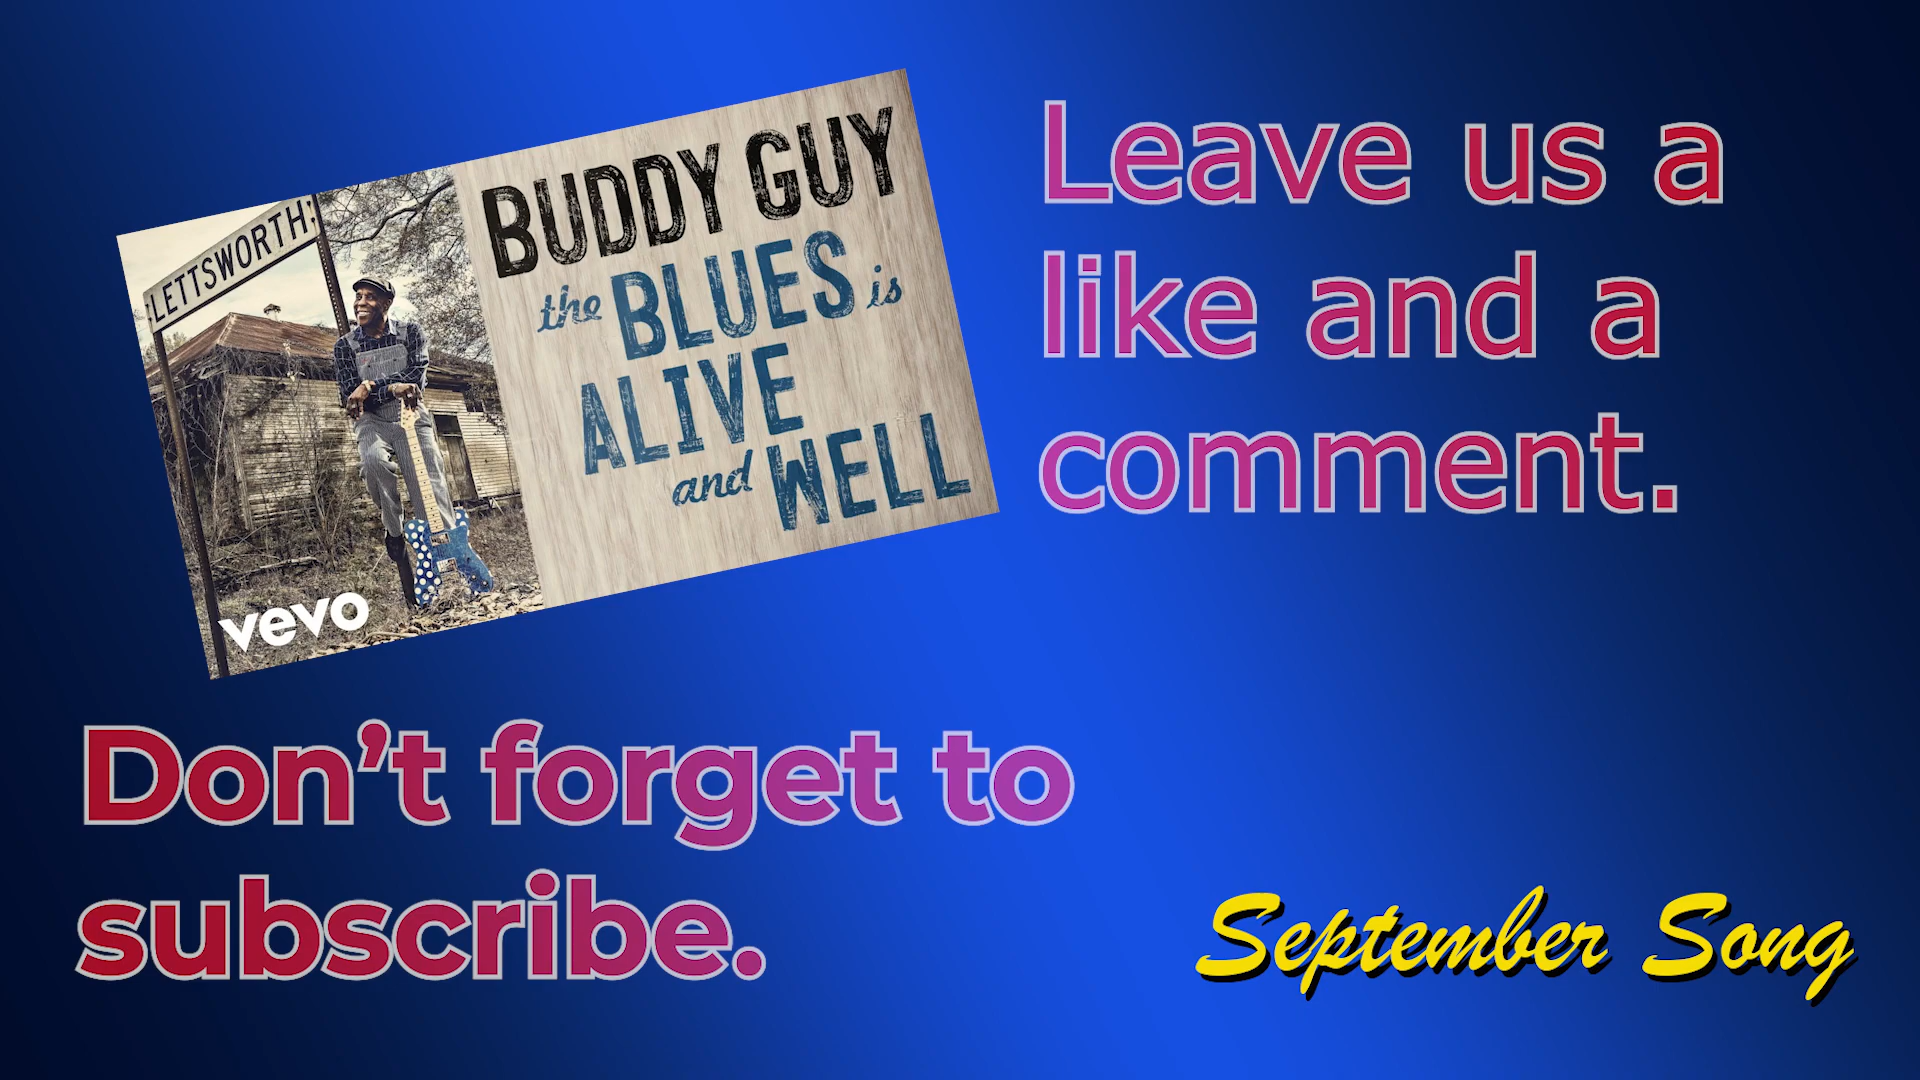 LETTSWORTH
BUDDY GUY
the BLUES is
ALIVE
and WELL
vevo
Leave us a
like and a
comment.
Don't forget to
subscribe.
September Song